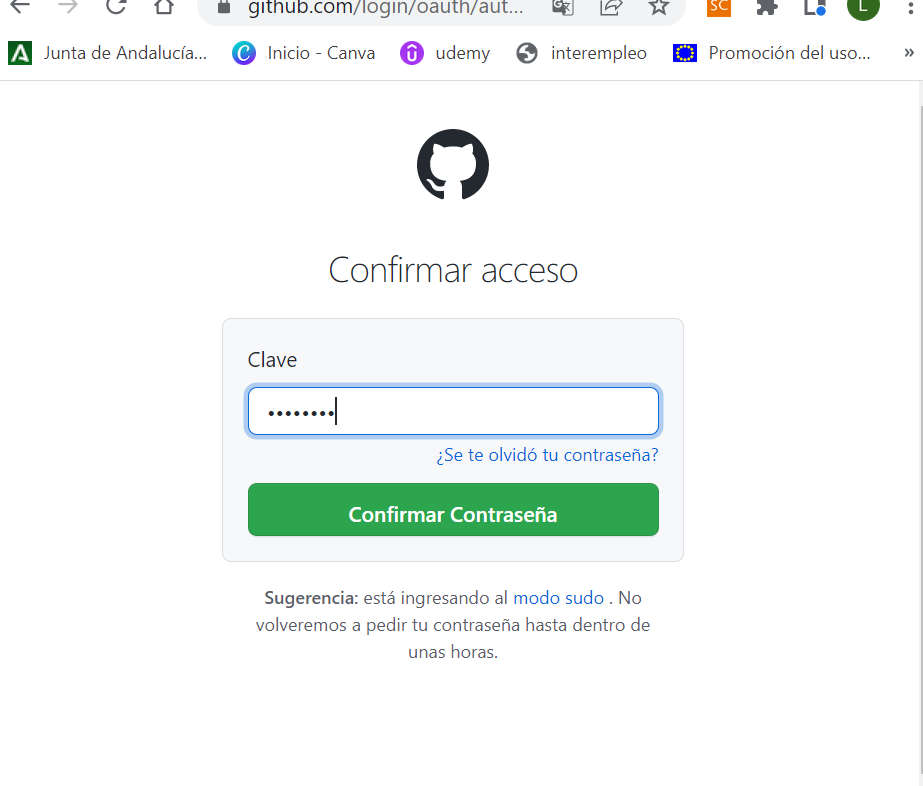 github.com/login/oauth/aut...
SC
L
Junta de Andalucía...
Inicio - Canva
udemy
interempleo
Promoción del uso...
»
Confirmar acceso
Clave
••••••••
¿Se te olvidó tu contraseña?
Confirmar Contraseña
Sugerencia: está ingresando al modo sudo . No
volveremos a pedir tu contraseña hasta dentro de
unas horas.